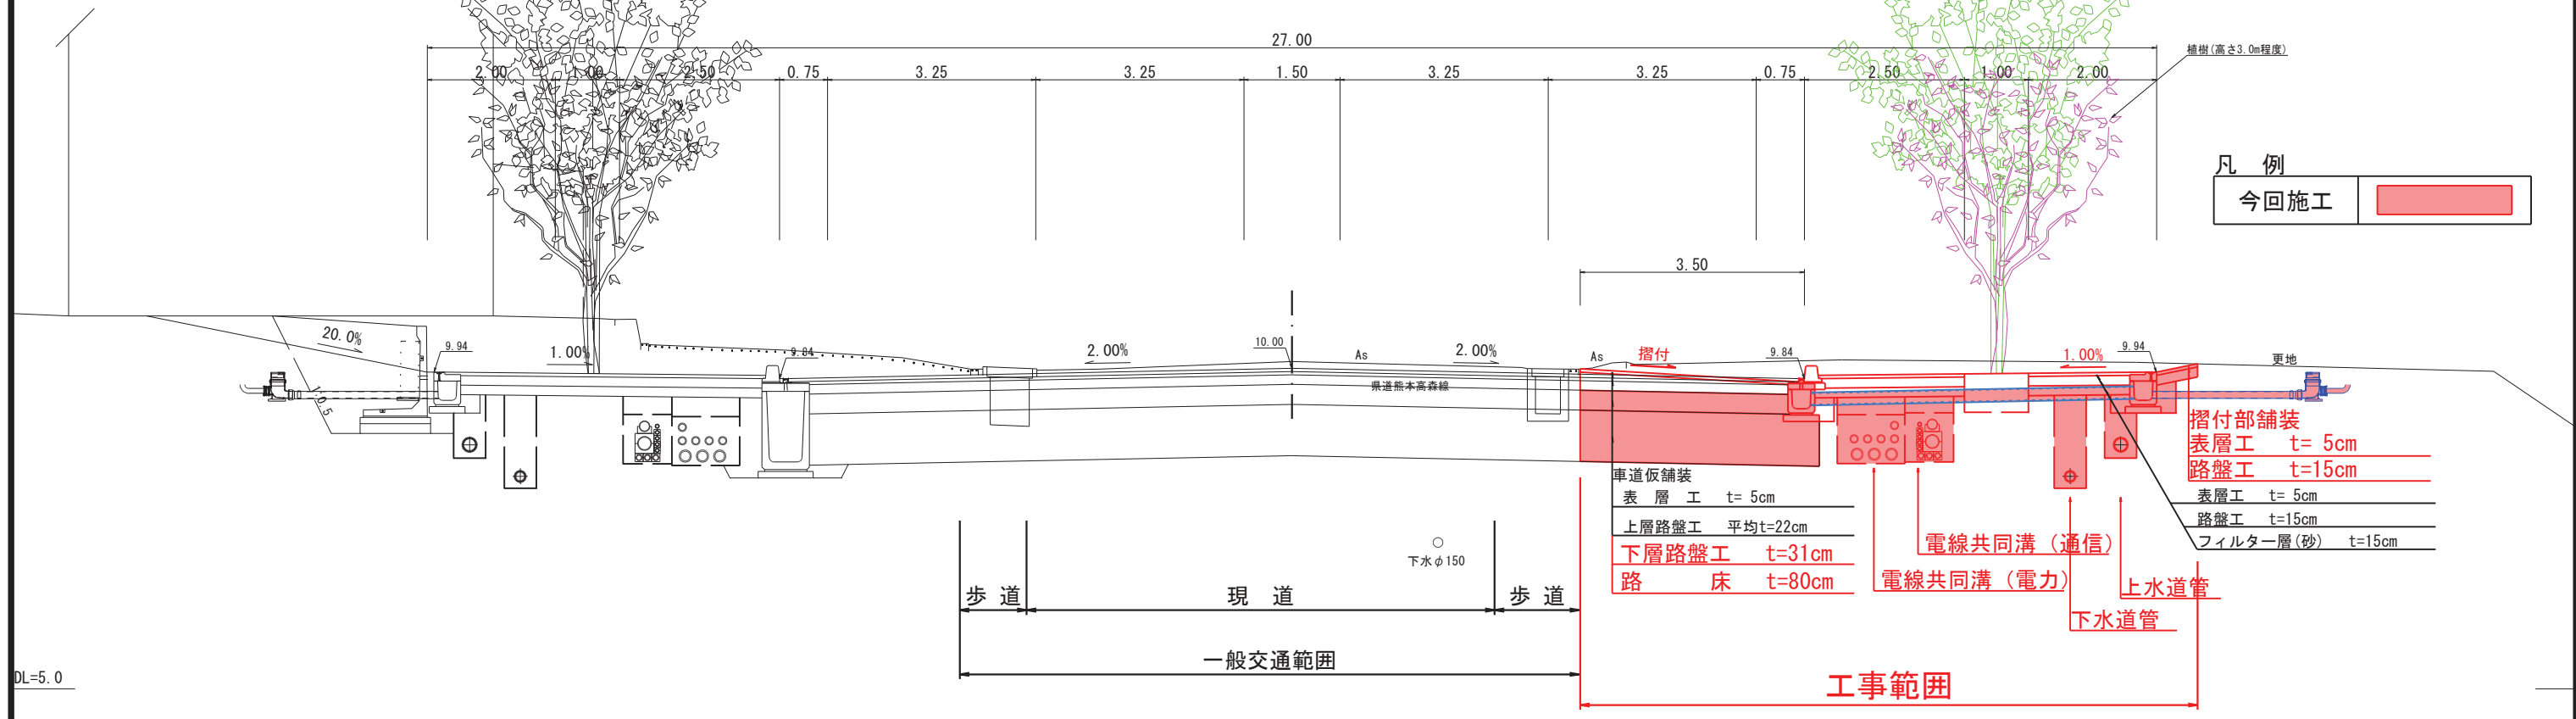 27.00
植樹(高さ3.0m程度)
2.00 1.00 2.50 0.75 3.25 3.25 1.50 3.25 3.25 0.75 2.50 1.00 2.00
凡 例
今回施工
3.50
20.0%
9.94
1.00%
9.84
2.00%
10.00
As
2.00%
As
摺付
9.84
1.00%
9.94
更地
県道熊本高森線
1:0.5
摺付部舗装
表層工 t= 5cm
路盤工 t=15cm
車道仮舗装
表 層 工 t= 5cm
上層路盤工 平均t=22cm
下層路盤工 t=31cm
路 床 t=80cm
表層工 t= 5cm
路盤工 t=15cm
フィルター層(砂) t=15cm
電線共同溝(通信)
電線共同溝(電力)
上水道管
下水道管
下水φ150
歩 道
現 道
歩 道
一般交通範囲
工事範囲
DL=5.0